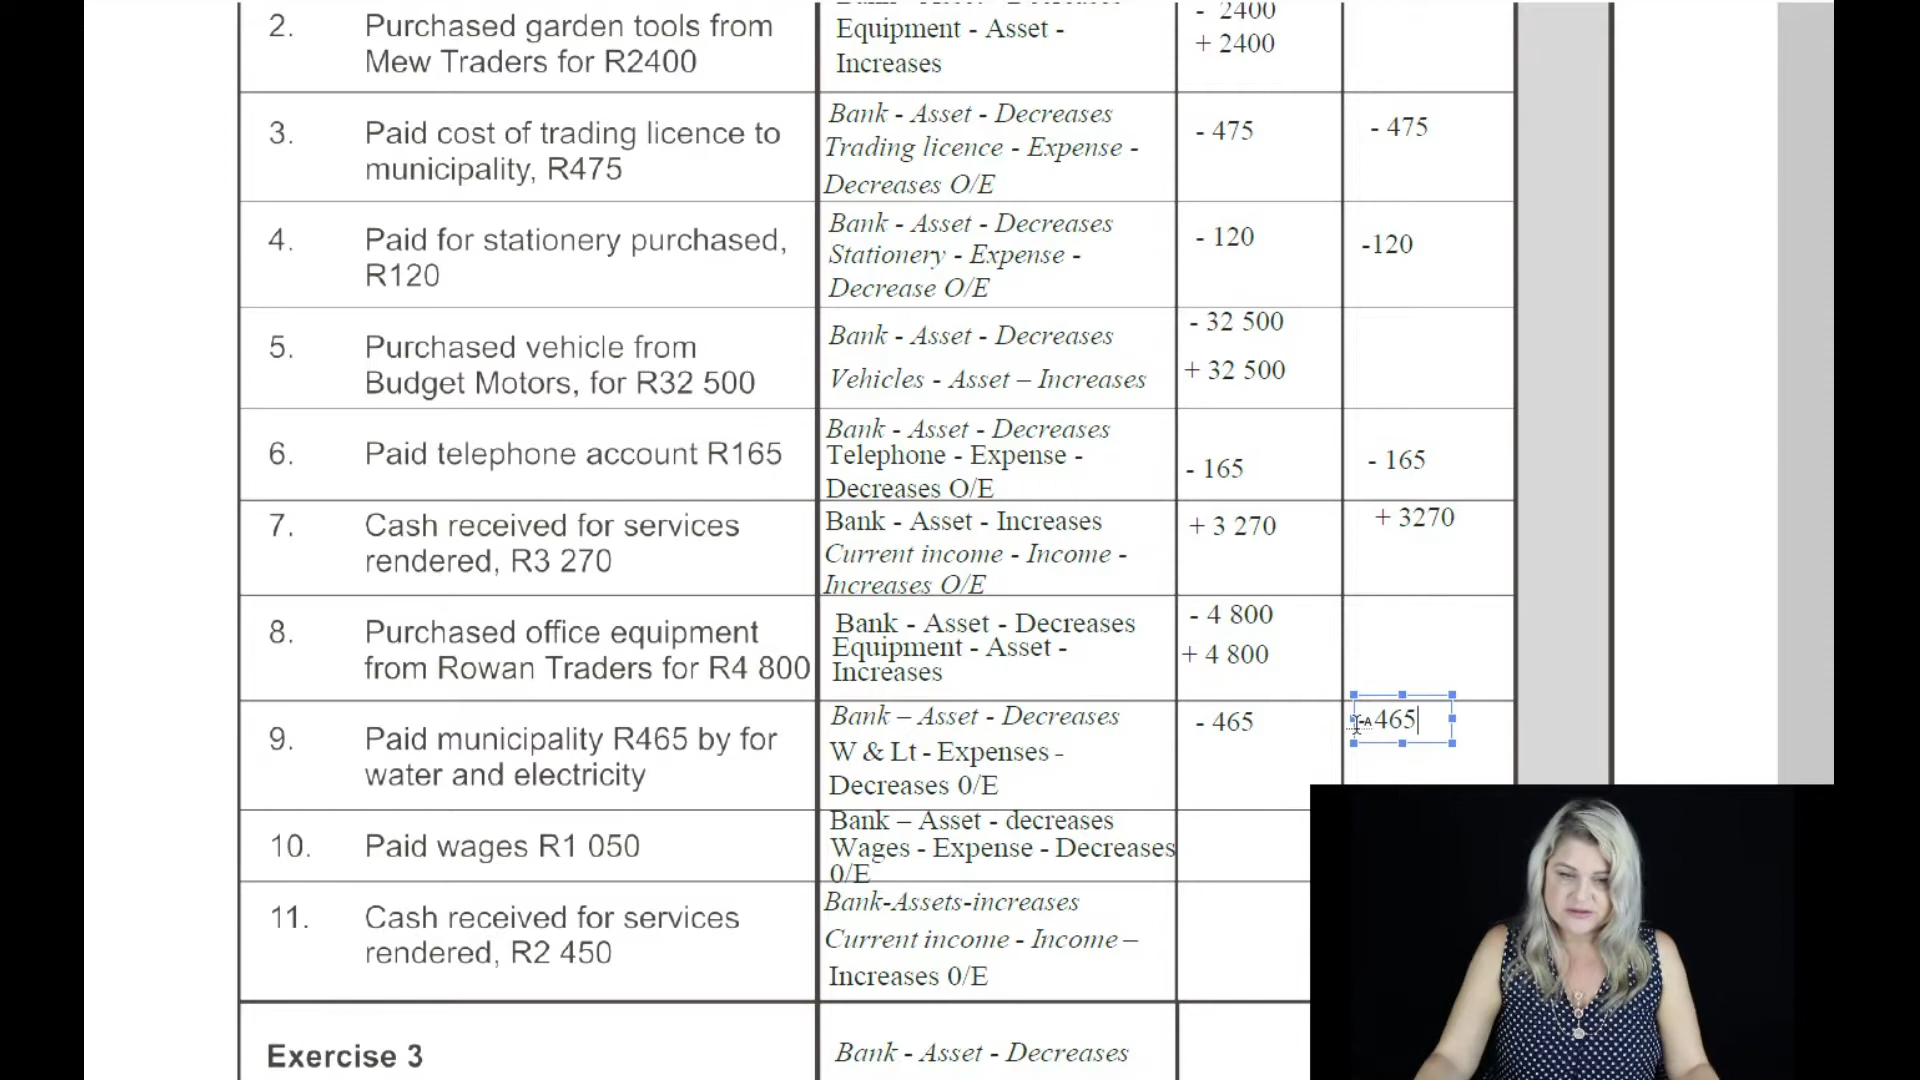 2. Purchased garden tools from
Mew Traders for R2400
Equipment - Asset -
Increases
- 2400
+ 2400
3. Paid cost of trading licence to
municipality, R475
Bank - Asset - Decreases
Trading licence - Expense -
Decreases O/E
- 475
- 475
4. Paid for stationery purchased,
R120
Bank - Asset - Decreases
Stationery - Expense -
Decrease O/E
- 120
-120
5. Purchased vehicle from
Budget Motors, for R32 500
Bank - Asset - Decreases
Vehicles - Asset – Increases
- 32 500
+ 32 500
6. Paid telephone account R165
Bank - Asset - Decreases
Telephone - Expense -
Decreases O/E
- 165
- 165
7. Cash received for services
rendered, R3 270
Bank - Asset - Increases
Current income - Income -
Increases O/E
+ 3 270
+ 3270
8. Purchased office equipment
from Rowan Traders for R4 800
Bank - Asset - Decreases
Equipment - Asset -
Increases
- 4 800
+ 4 800
9. Paid municipality R465 by for
water and electricity
Bank – Asset - Decreases
W & Lt - Expenses -
Decreases 0/E
- 465
- 465
10. Paid wages R1 050
Bank – Asset - decreases
Wages - Expense - Decreases
0/E
11. Cash received for services
rendered, R2 450
Bank-Assets-increases
Current income - Income –
Increases 0/E
Exercise 3
Bank - Asset - Decreases